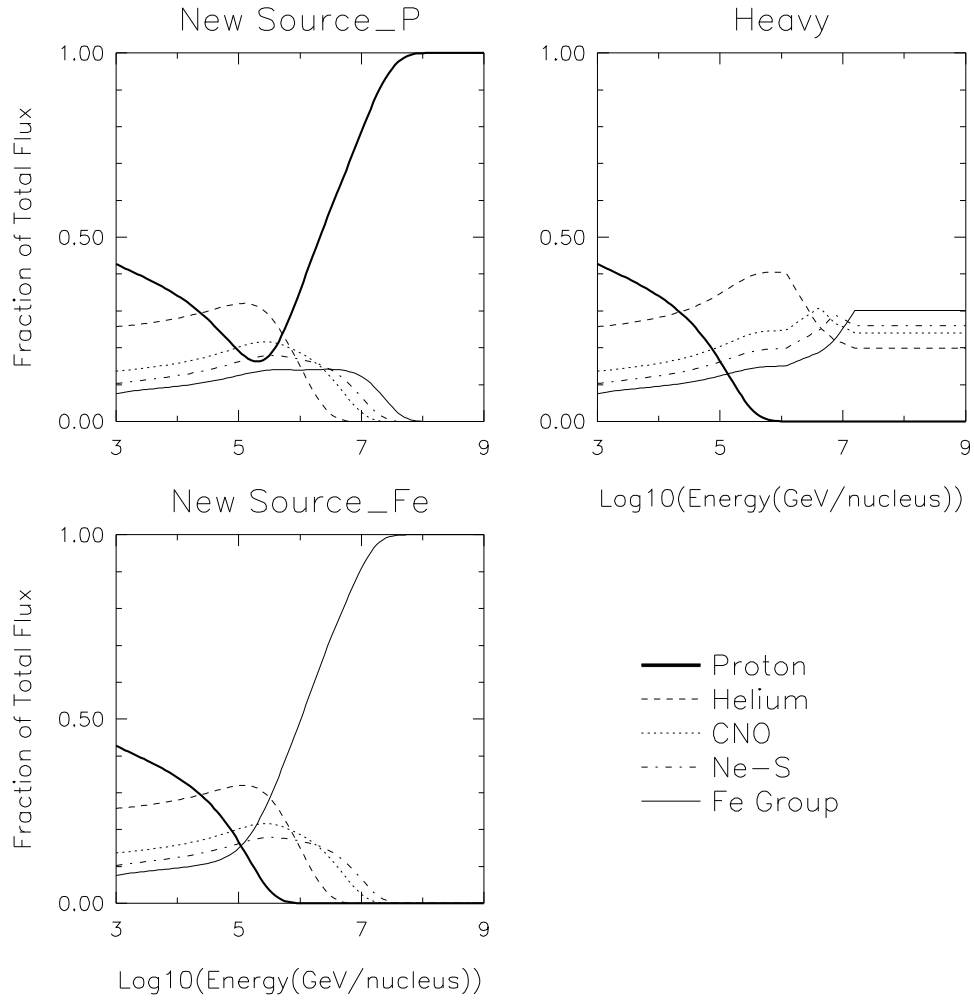 New Source_P
Heavy
Fraction of Total Flux
1.00
0.50
0.00
3 5 7 9
1.00
0.50
0.00
3 5 7 9
Log10(Energy(GeV/nucleus))
New Source_Fe
Fraction of Total Flux
1.00
0.50
0.00
3 5 7 9
Log10(Energy(GeV/nucleus))
Proton
Helium
CNO
Ne-S
Fe Group